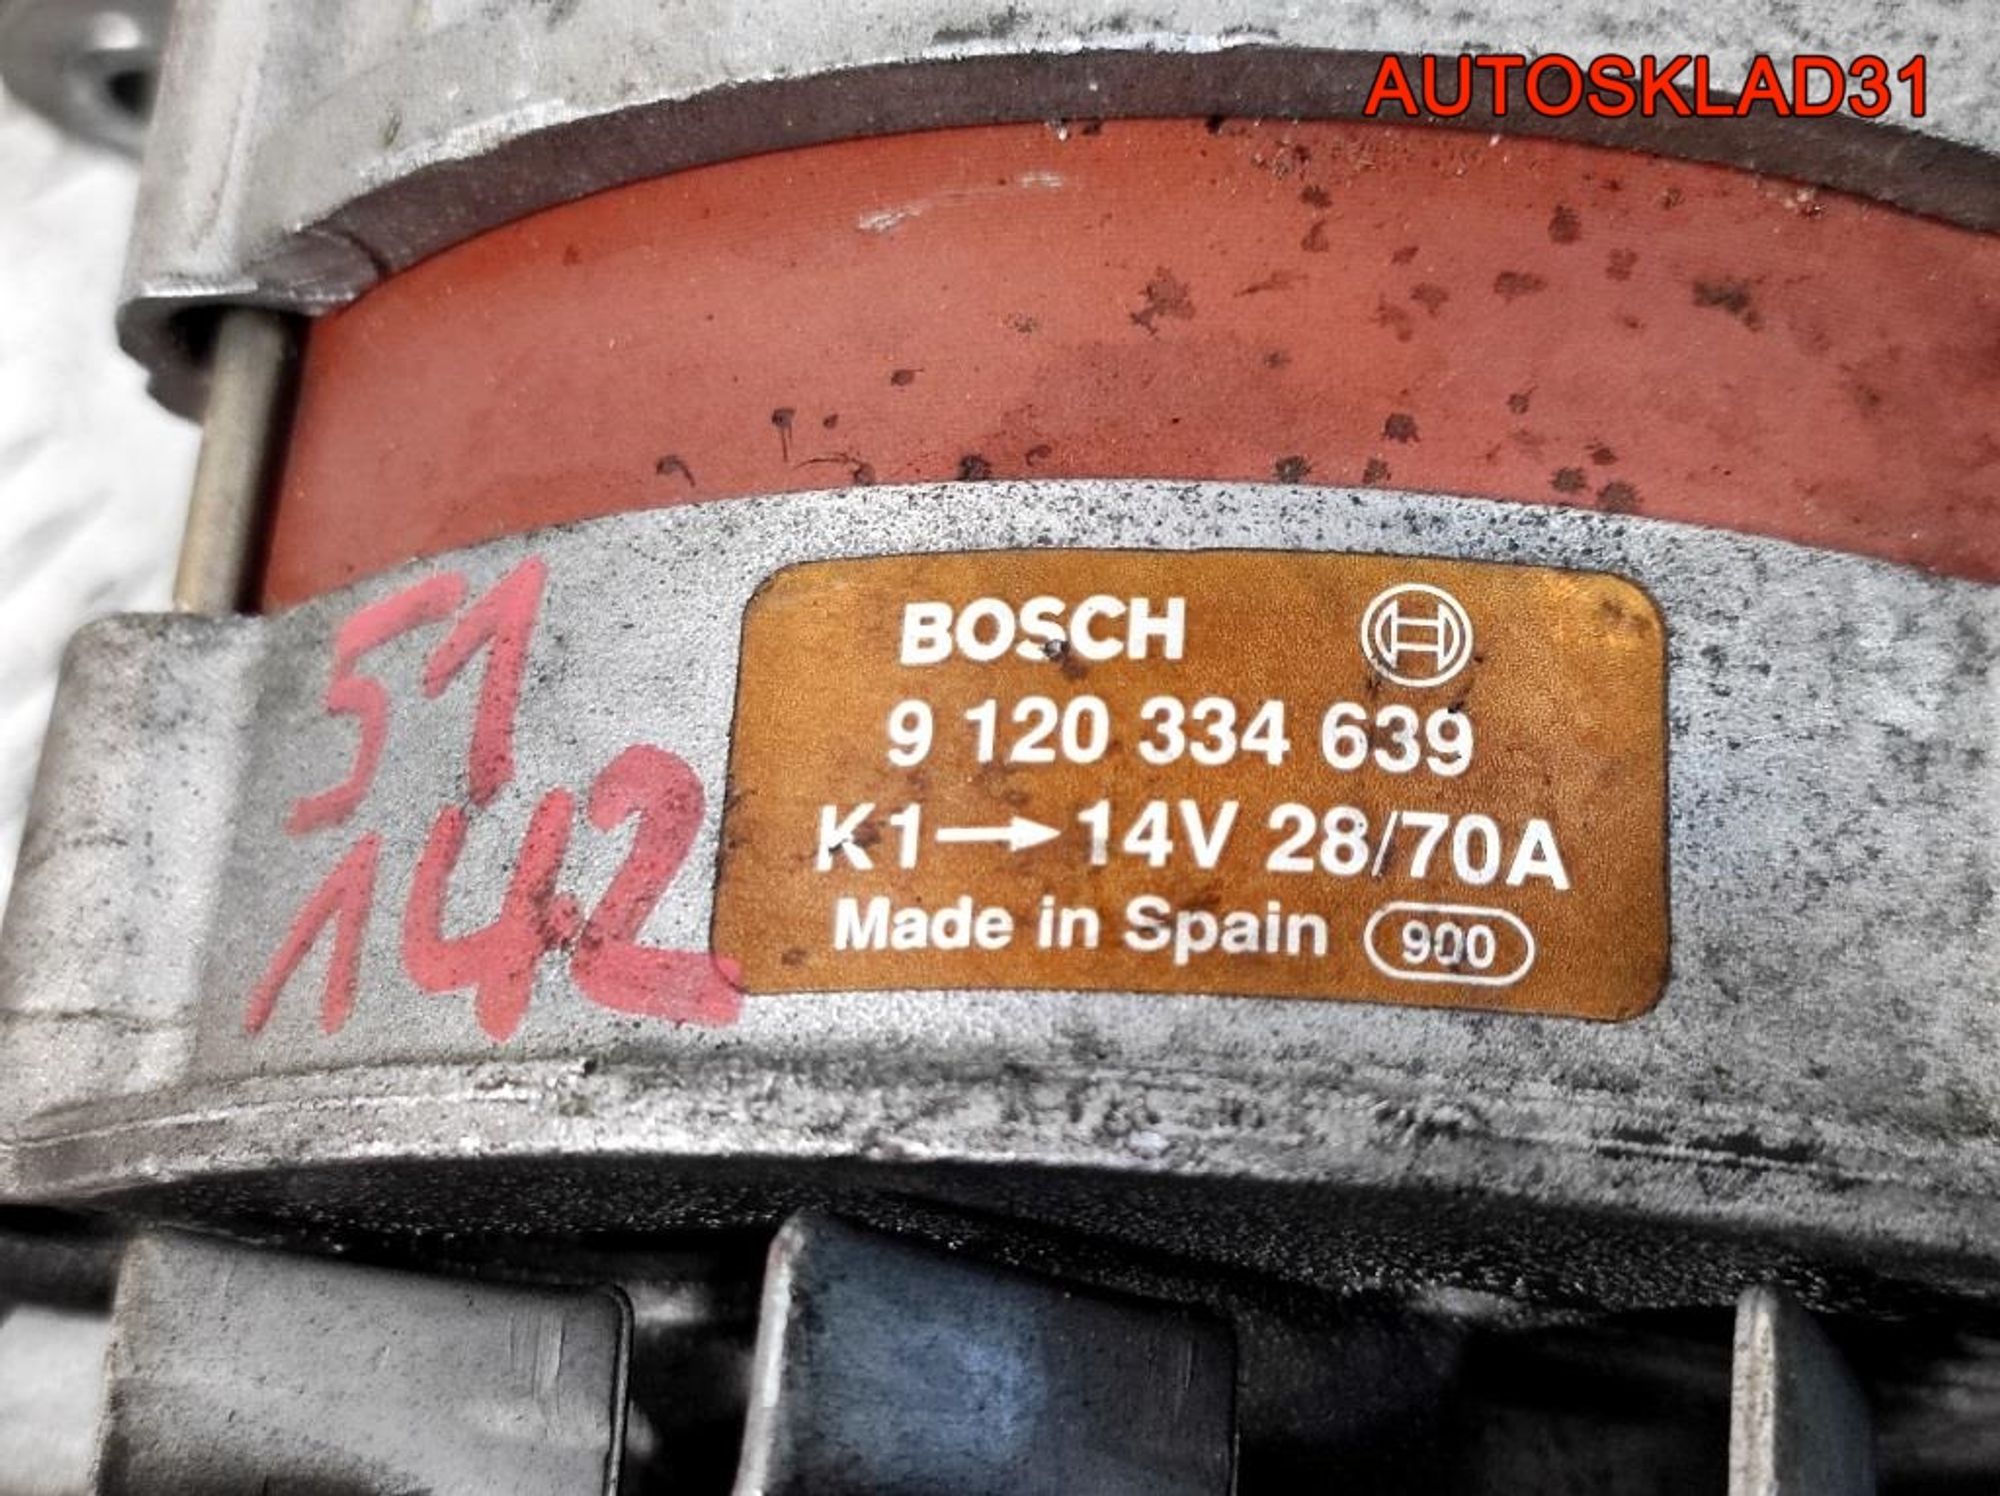 AUTOSKLAD31
51
142
BOSCH
9 120 334 639
K1→14V 28/70A
Made in Spain 900